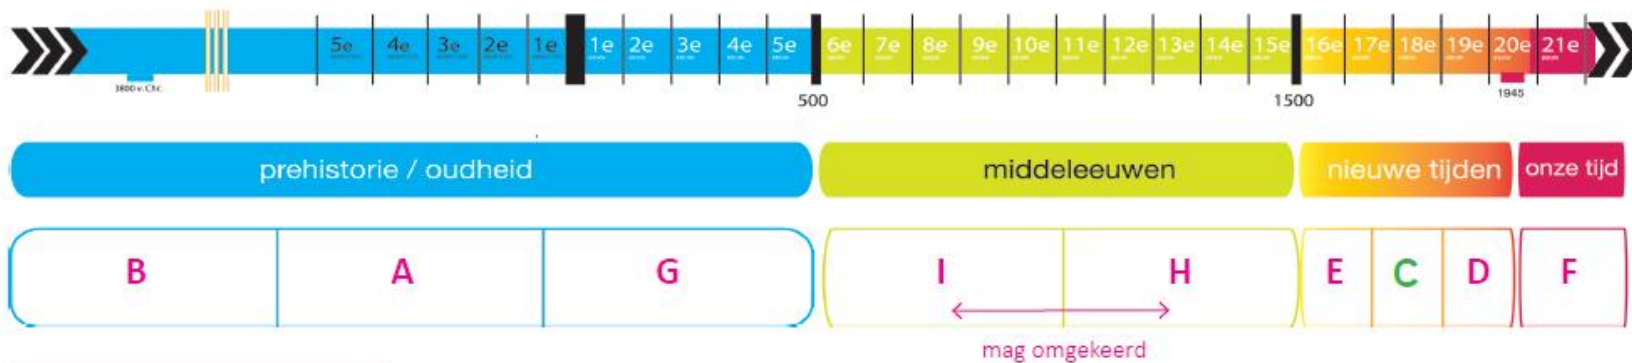 5e 4e 3e 2e 1e 1e 2e 3e 4e 5e 6e 7e 8e 9e 10e 11e 12e 13e 14e 15e 16e 17e 18e 19e 20e 21e
3800 v. Chr.
500
1500
1945
prehistorie / oudheid
middeleeuwen
nieuwe tijden
onze tijd
B A G I H E C D F
mag omgekeerd